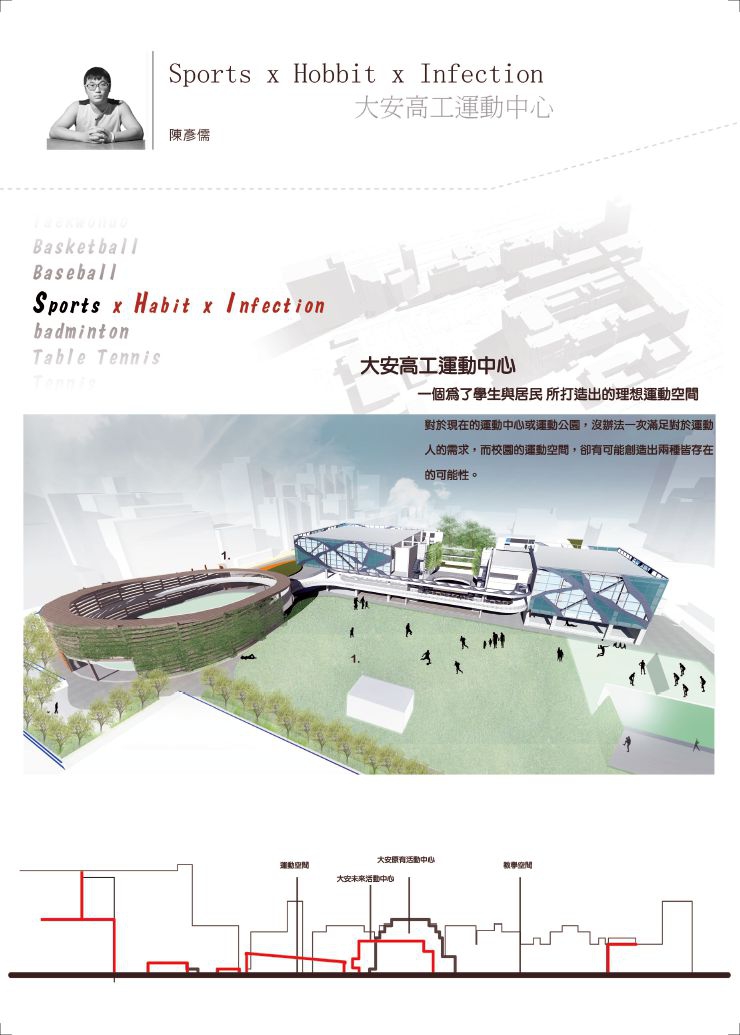 Sports x Hobbit x Infection
大安高工運動中心
陳彥儒
Taekwondo
Basketball
Baseball
Sports x Habit x Infection
badminton
Table Tennis
Tennis
大安高工運動中心
一個為了學生與居民 所打造出的理想運動空間
對於現在的運動中心或運動公園，沒辦法一次滿足對於運動
人的需求，而校園的運動空間，卻有可能創造出兩種皆存在
的可能性。
1.
1.
大安原有活動中心
運動空間
教學空間
大安未來活動中心